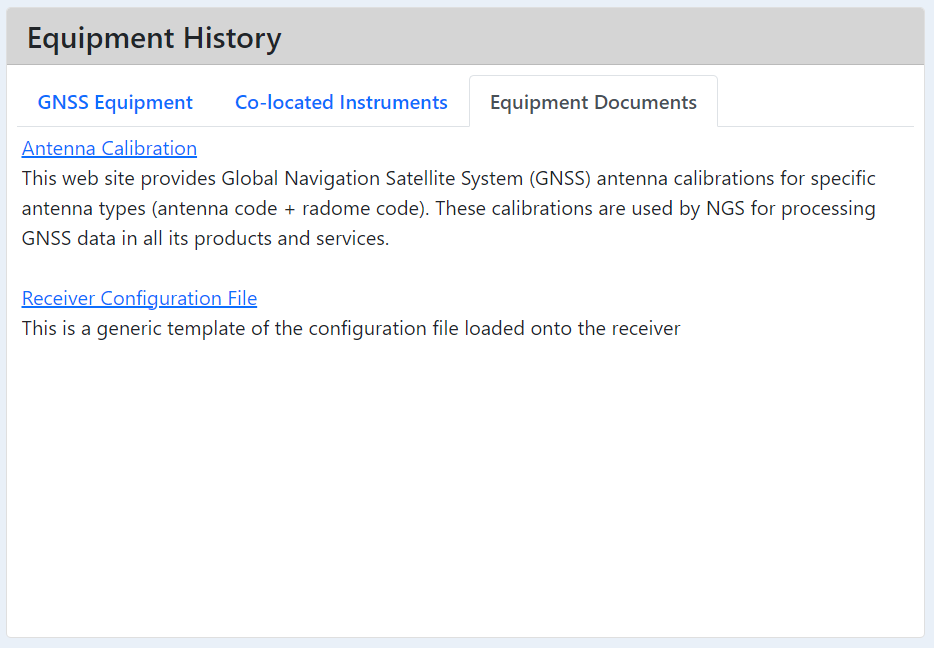 Equipment History
GNSS Equipment Co-located Instruments Equipment Documents
Antenna Calibration
This web site provides Global Navigation Satellite System (GNSS) antenna calibrations for specific
antenna types (antenna code + radome code). These calibrations are used by NGS for processing
GNSS data in all its products and services.
Receiver Configuration File
This is a generic template of the configuration file loaded onto the receiver